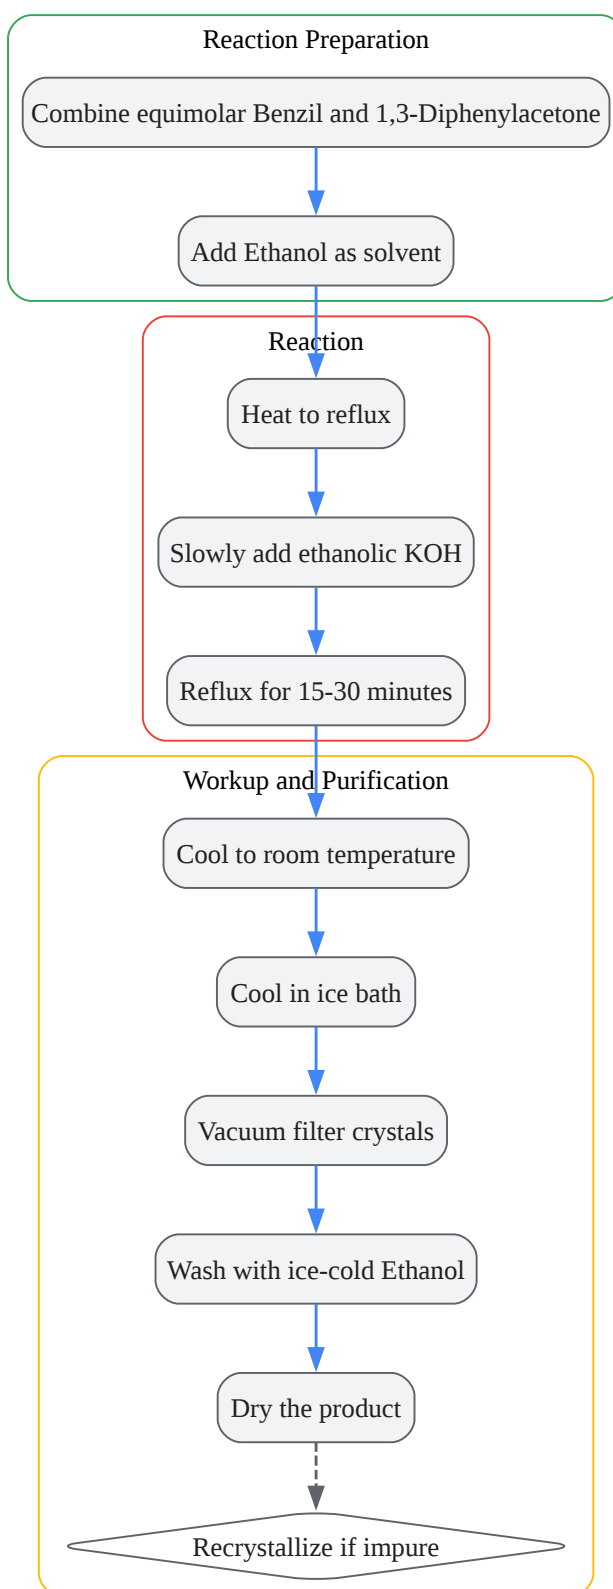 Reaction Preparation
Combine equimolar Benzil and 1,3-Diphenylacetone
Add Ethanol as solvent
Reaction
Heat to reflux
Slowly add ethanolic KOH
Reflux for 15-30 minutes
Workup and Purification
Cool to room temperature
Cool in ice bath
Vacuum filter crystals
Wash with ice-cold Ethanol
Dry the product
Recrystallize if impure